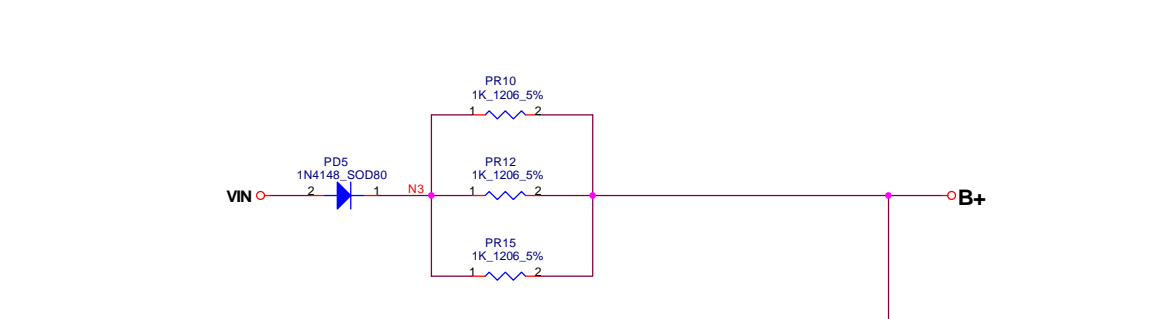 PR10
1K_1206_5%
1 2
PD5
1N4148_SOD80
PR12
1K_1206_5%
VIN 2 1 N3 1 2 B+
PR15
1K_1206_5%
1 2